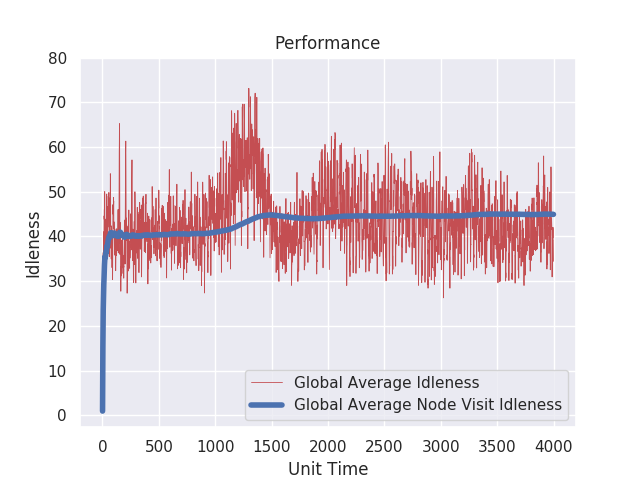 Performance
80
70
60
50
40
30
20
10
0
Idleness
Global Average Idleness
Global Average Node Visit Idleness
0 500 1000 1500 2000 2500 3000 3500 4000
Unit Time